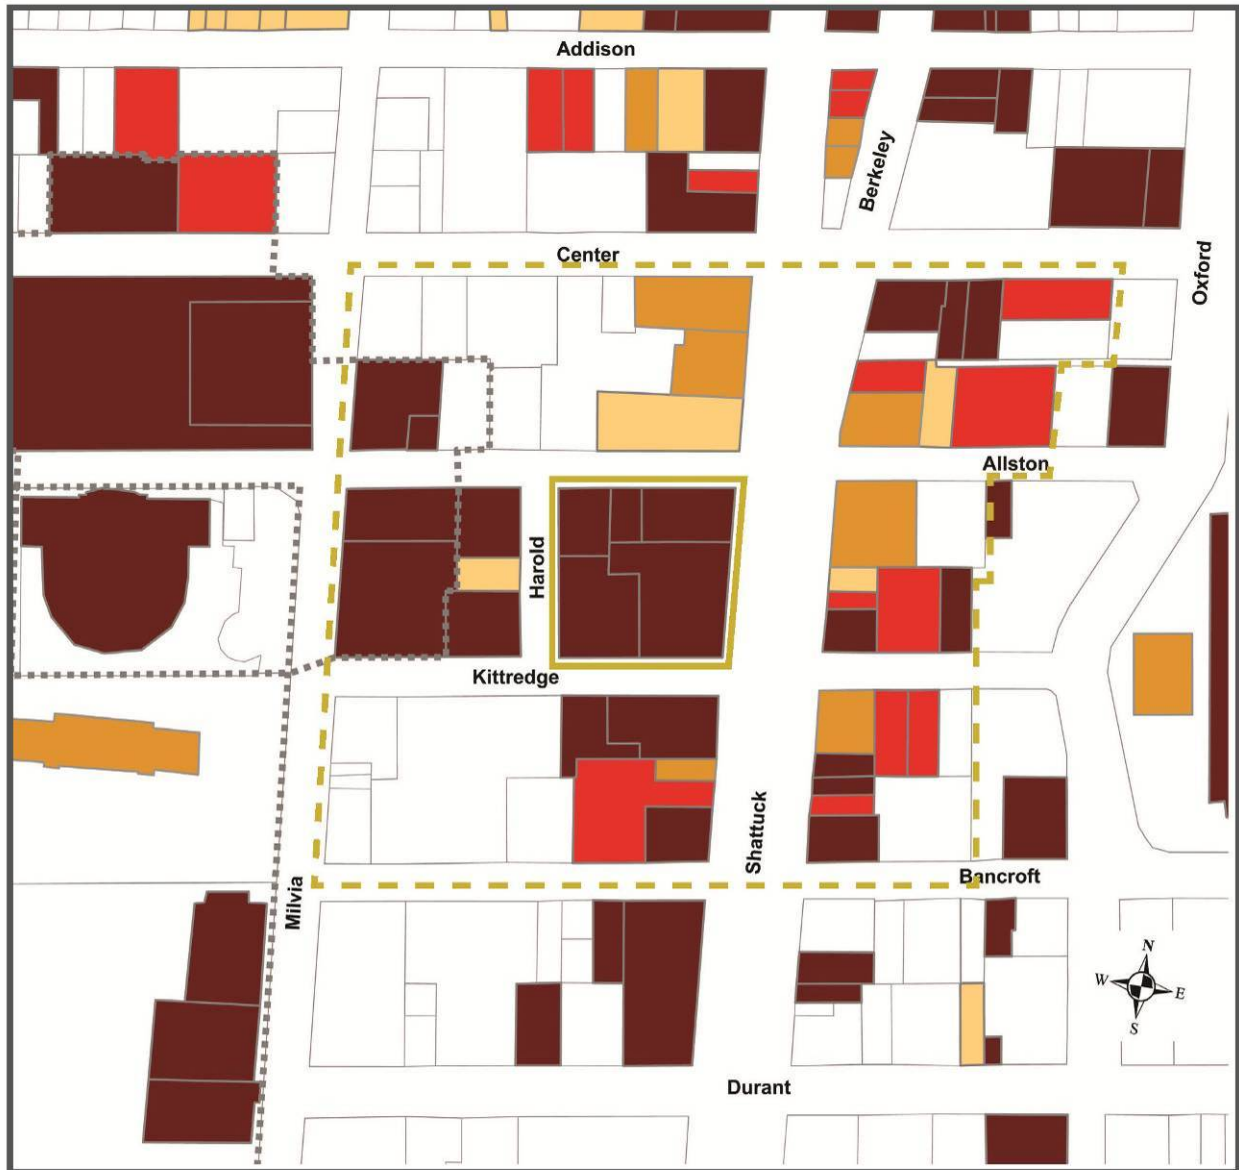 Addison
Berkeley
Center
Oxford
Allston
Harold
Kittredge
Shattuck
Milvia
Bancroft
N
W
E
S
Durant